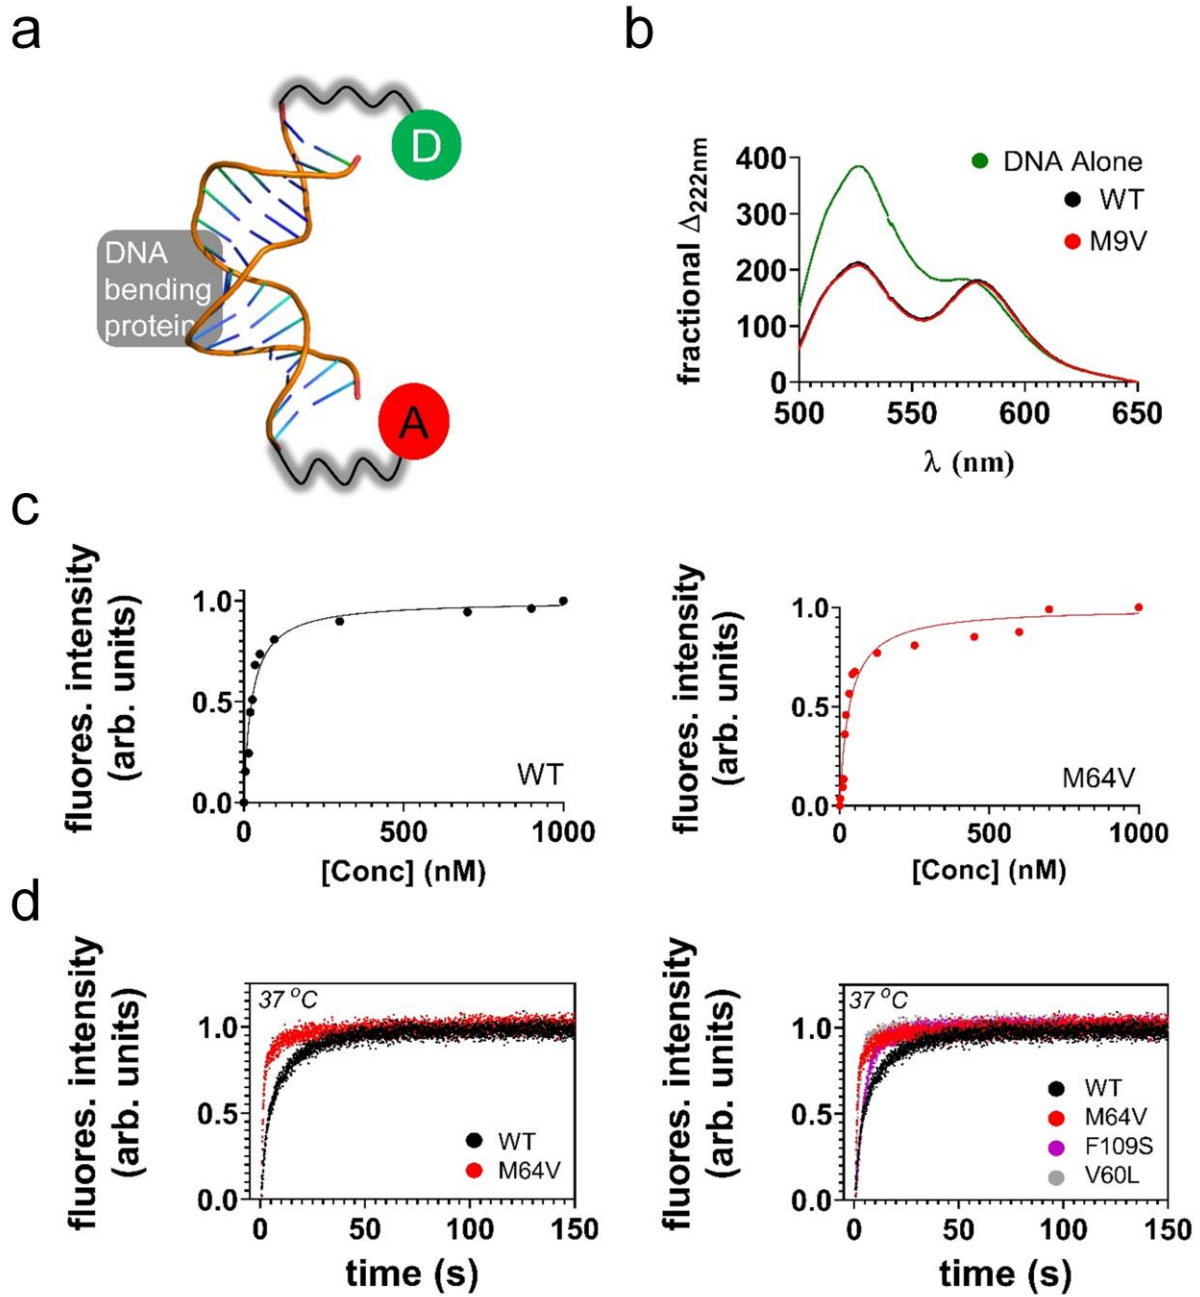 a
D
DNA
bending
protein
A
b
fractional Δ222nm
400
300
200
100
0
DNA Alone
WT
M9V
500 550 600 650
λ (nm)
c
fluores. intensity
(arb. units)
1.0
0.5
0.0
WT
0 500 1000
[Conc] (nM)
fluores. intensity
(arb. units)
1.0
0.5
0.0
M64V
0 500 1000
[Conc] (nM)
d
fluores. intensity
(arb. units)
37 °C
1.0
0.5
0.0
WT
M64V
0 50 100 150
time (s)
fluores. intensity
(arb. units)
37 °C
1.0
0.5
0.0
WT
M64V
F109S
V60L
0 50 100 150
time (s)